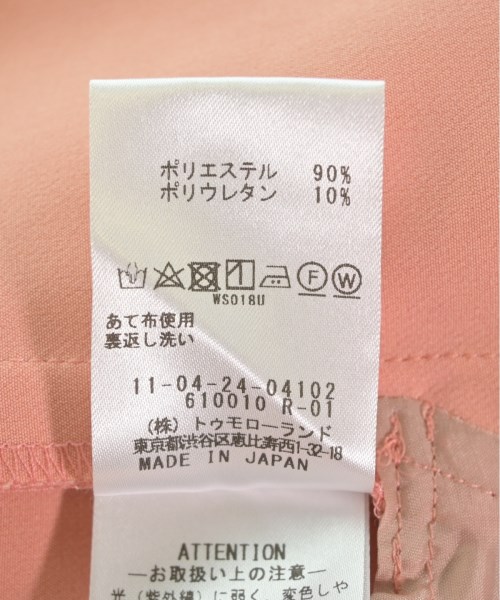 ポリエステル 90%
ポリウレタン 10%
F W
WS018U
あて布使用
裏返し洗い
11-04-24-04102
610010 R-01
(株) トゥモローランド
東京都渋谷区恵比寿西1-32-18
MADE IN JAPAN
ATTENTION
―お取扱い上の注意―
光 (紫外線) に弱く、変色しや